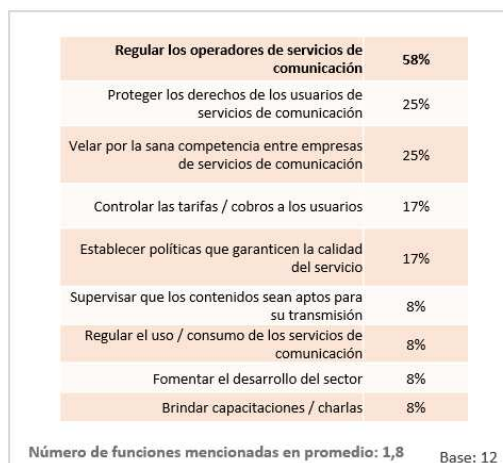 Regular los operadores de servicios de
comunicación
58%
Proteger los derechos de los usuarios de
servicios de comunicación
25%
Velar por la sana competencia entre empresas
de servicios de comunicación
25%
Controlar las tarifas / cobros a los usuarios
17%
Establecer políticas que garanticen la calidad
del servicio
17%
Supervisar que los contenidos sean aptos para
su transmisión
8%
Regular el uso / consumo de los servicios de
comunicación
8%
Fomentar el desarrollo del sector
8%
Brindar capacitaciones / charlas
8%
Número de funciones mencionadas en promedio: 1,8
Base: 12